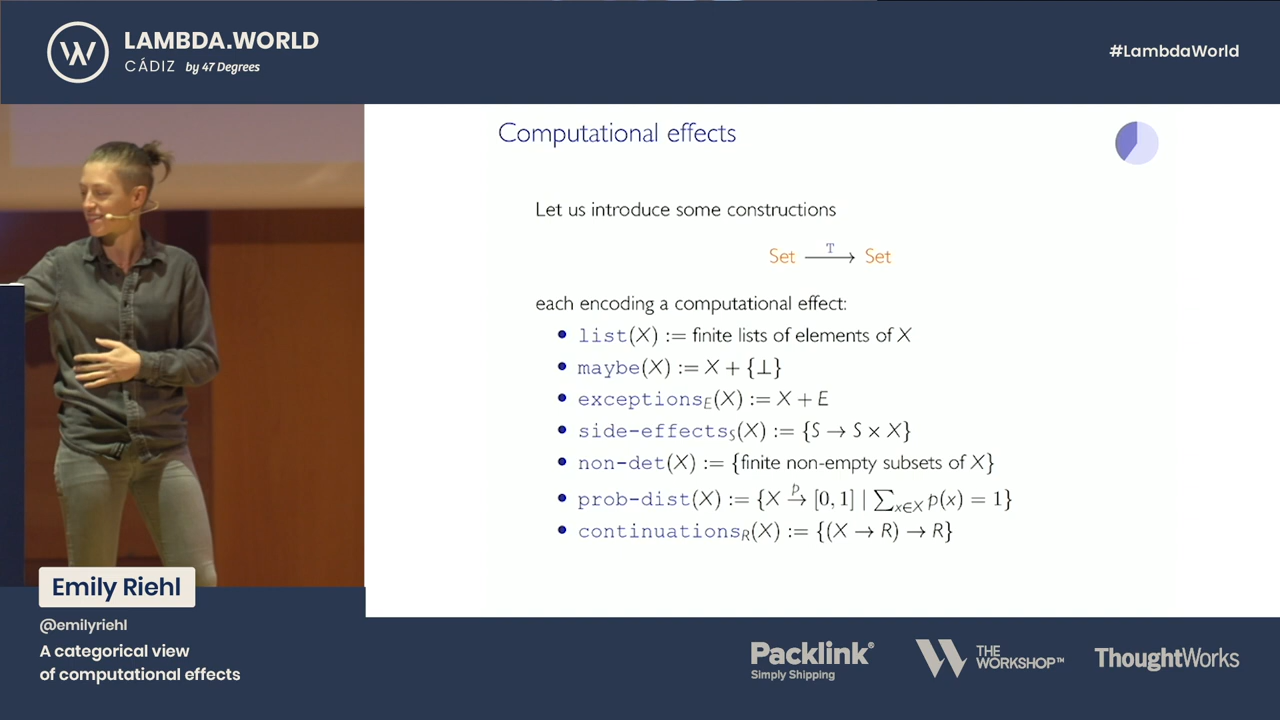 LAMBDA.WORLD
CÁDIZ by 47 Degrees
#LambdaWorld
Computational effects
Let us introduce some constructions
Set —T→ Set
each encoding a computational effect:
• list(X) := finite lists of elements of X
• maybe(X) := X + {⊥}
• exceptions_E(X) := X + E
• side-effects_S(X) := {S → S × X}
• non-det(X) := {finite non-empty subsets of X}
• prob-dist(X) := {X —p→ [0, 1] | ∑_{x∈X} p(x) = 1}
• continuations_R(X) := {(X → R) → R}
Emily Riehl
@emilyriehl
A categorical view
of computational effects
Packlink®
Simply Shipping
THE
WORKSHOP™
ThoughtWorks